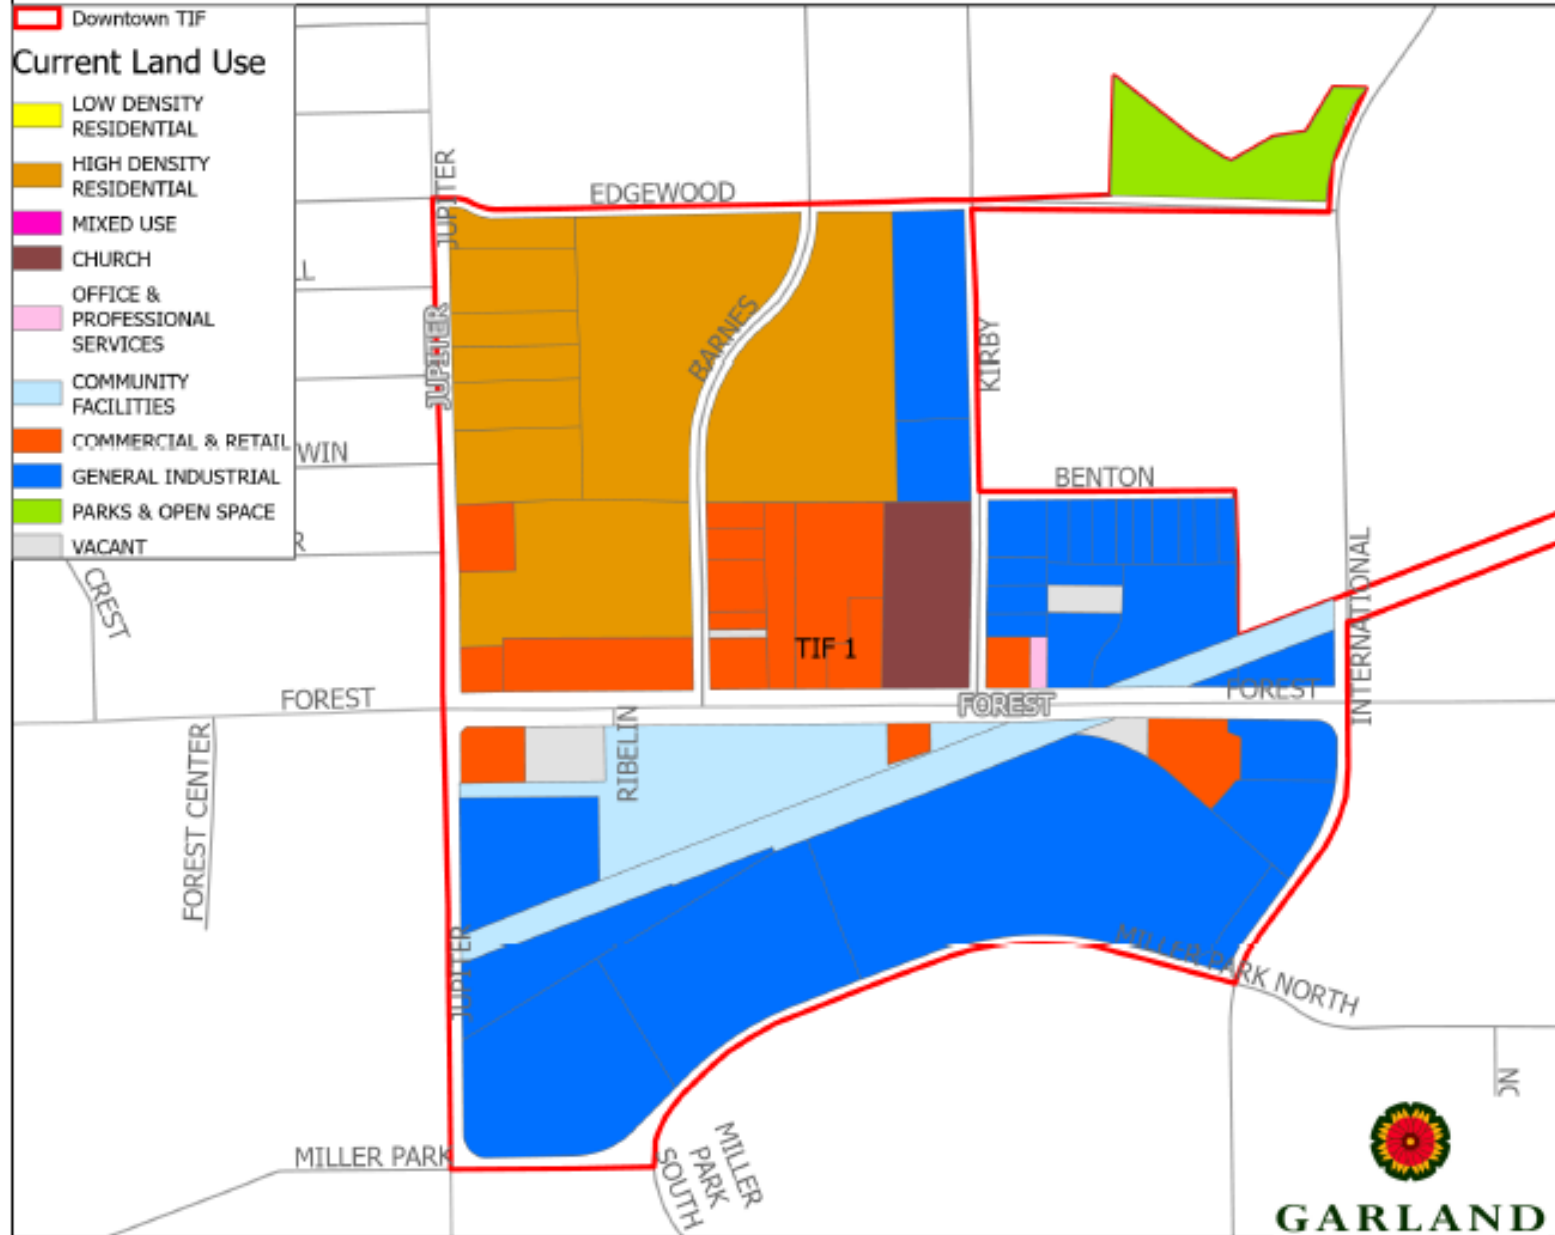 Downtown TIF
Current Land Use
LOW DENSITY
RESIDENTIAL
HIGH DENSITY
RESIDENTIAL
MIXED USE
CHURCH
OFFICE &
PROFESSIONAL
SERVICES
COMMUNITY
FACILITIES
COMMERCIAL & RETAIL
GENERAL INDUSTRIAL
PARKS & OPEN SPACE
VACANT
JUPITER
EDGEWOOD
LL
JUPITER
BARNES
KIRBY
WIN
BENTON
R
CREST
INTERNATIONAL
TIF 1
FOREST
FOREST
FOREST
FOREST CENTER
RIBELIN
JUPITER
MILLER PARK NORTH
MILLER PARK
MILLER
PARK
SOUTH
ON
GARLAND